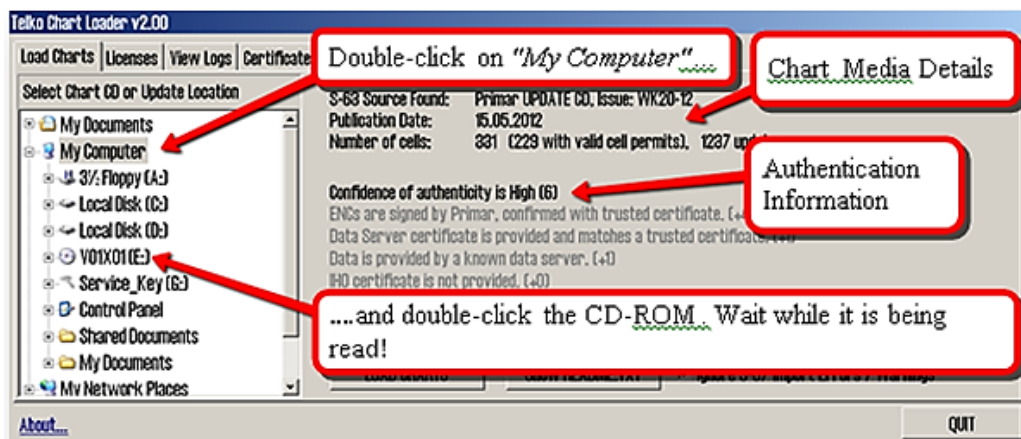 Telko Chart Loader v2.00
Load Charts Licenses View Logs Certificate
Double-click on "My Computer".....
Chart Media Details
Select Chart CD or Update Location
S-63 Source Found: Primar UPDATE CD, Issue: WK20-12
Publication Date: 15.05.2012
Number of cells: 331 (229 with valid cell permits), 1237
My Documents
My Computer
3½ Floppy (A:)
Local Disk (C:)
Local Disk (D:)
V01X01 (E:)
Service_Key (G:)
Control Panel
Shared Documents
My Documents
My Network Places
Authentication
Information
Confidence of authenticity is High (6)
ENCs are signed by Primar, confirmed with trusted certificate.
Data Server certificate is provided and matches a trusted certificate.
Data is provided by a known data server. (+1)
IHO certificate is not provided. (+0)
....and double-click the CD-ROM . Wait while it is being
read!
About...
QUIT